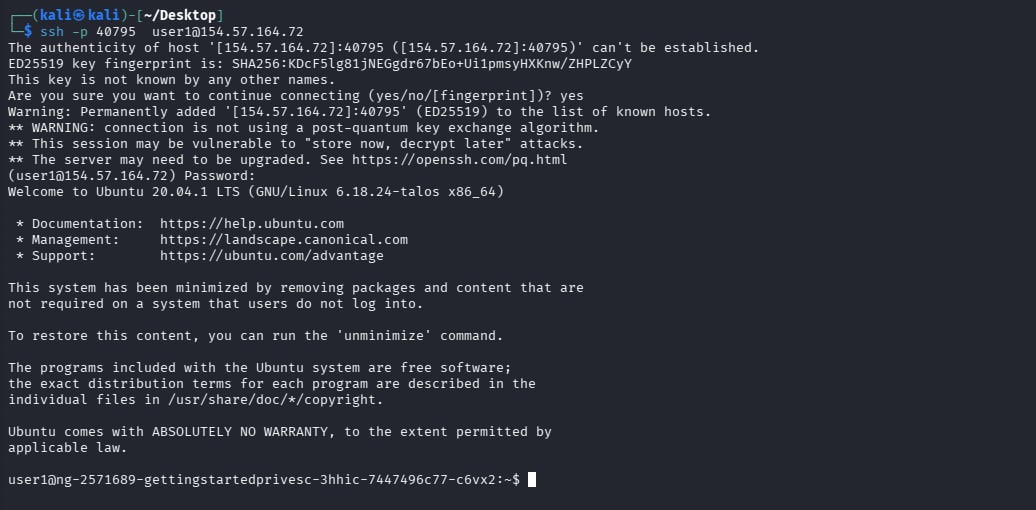 ┌──(kali㉿kali)-[~/Desktop]
└─$ ssh -p 40795  user1@154.57.164.72
The authenticity of host '[154.57.164.72]:40795 ([154.57.164.72]:40795)' can't be established.
ED25519 key fingerprint is: SHA256:KDcF5lg81jNEGgdr67bEo+Ui1pmsyHXKnw/ZHPLZCyY
This key is not known by any other names.
Are you sure you want to continue connecting (yes/no/[fingerprint])? yes
Warning: Permanently added '[154.57.164.72]:40795' (ED25519) to the list of known hosts.
** WARNING: connection is not using a post-quantum key exchange algorithm.
** This session may be vulnerable to "store now, decrypt later" attacks.
** The server may need to be upgraded. See https://openssh.com/pq.html
(user1@154.57.164.72) Password:
Welcome to Ubuntu 20.04.1 LTS (GNU/Linux 6.18.24-talos x86_64)

 * Documentation:  https://help.ubuntu.com
 * Management:     https://landscape.canonical.com
 * Support:        https://ubuntu.com/advantage

This system has been minimized by removing packages and content that are
not required on a system that users do not log into.

To restore this content, you can run the 'unminimize' command.

The programs included with the Ubuntu system are free software;
the exact distribution terms for each program are described in the
individual files in /usr/share/doc/*/copyright.

Ubuntu comes with ABSOLUTELY NO WARRANTY, to the extent permitted by
applicable law.

user1@ng-2571689-gettingstartedprivesc-3hhic-7447496c77-c6vx2:~$